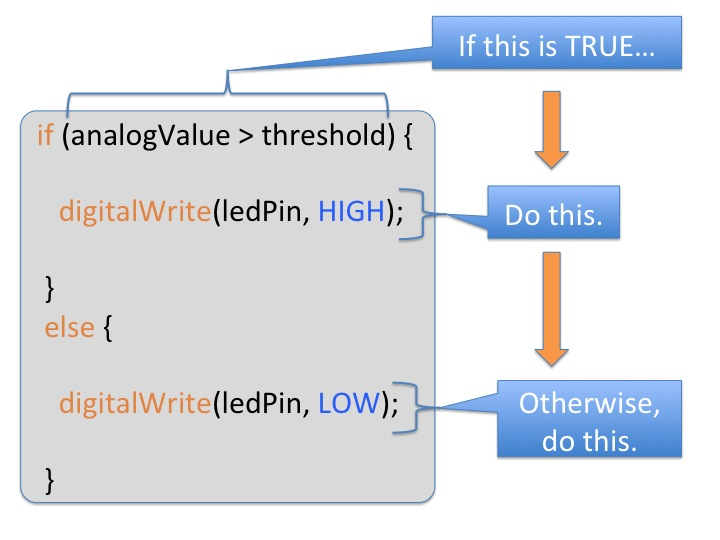 If this is TRUE...
if (analogValue > threshold) {
digitalWrite(ledPin, HIGH);
Do this.
}
else {
digitalWrite(ledPin, LOW);
Otherwise,
do this.
}